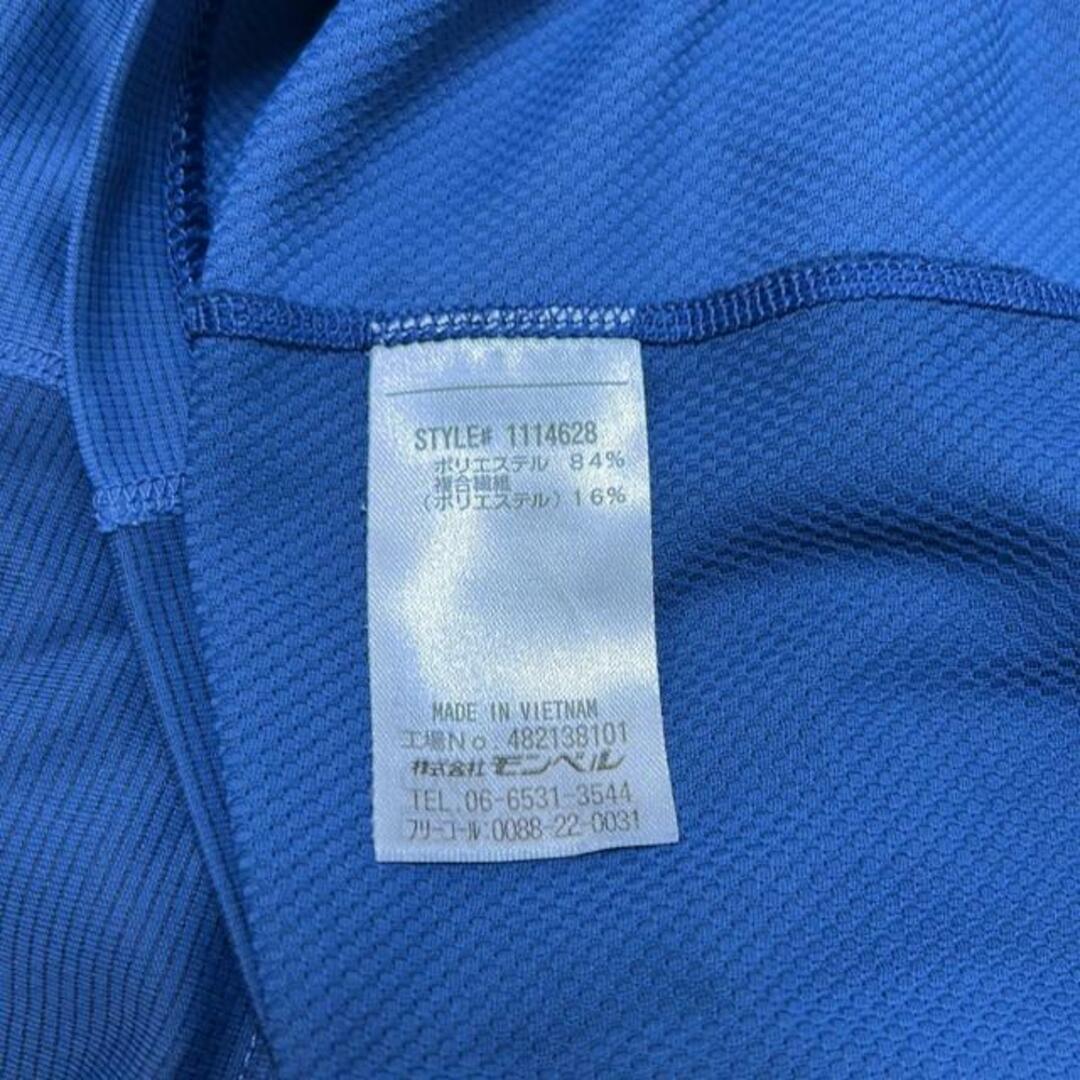 STYLE# 1114628
ポリエステル 84%
複合繊維
(ポリエステル) 16%
MADE IN VIETNAM
工場No 482138101
株式会社 モンベル
TEL.06-6531-3544
フリーコール:0088-22-0031